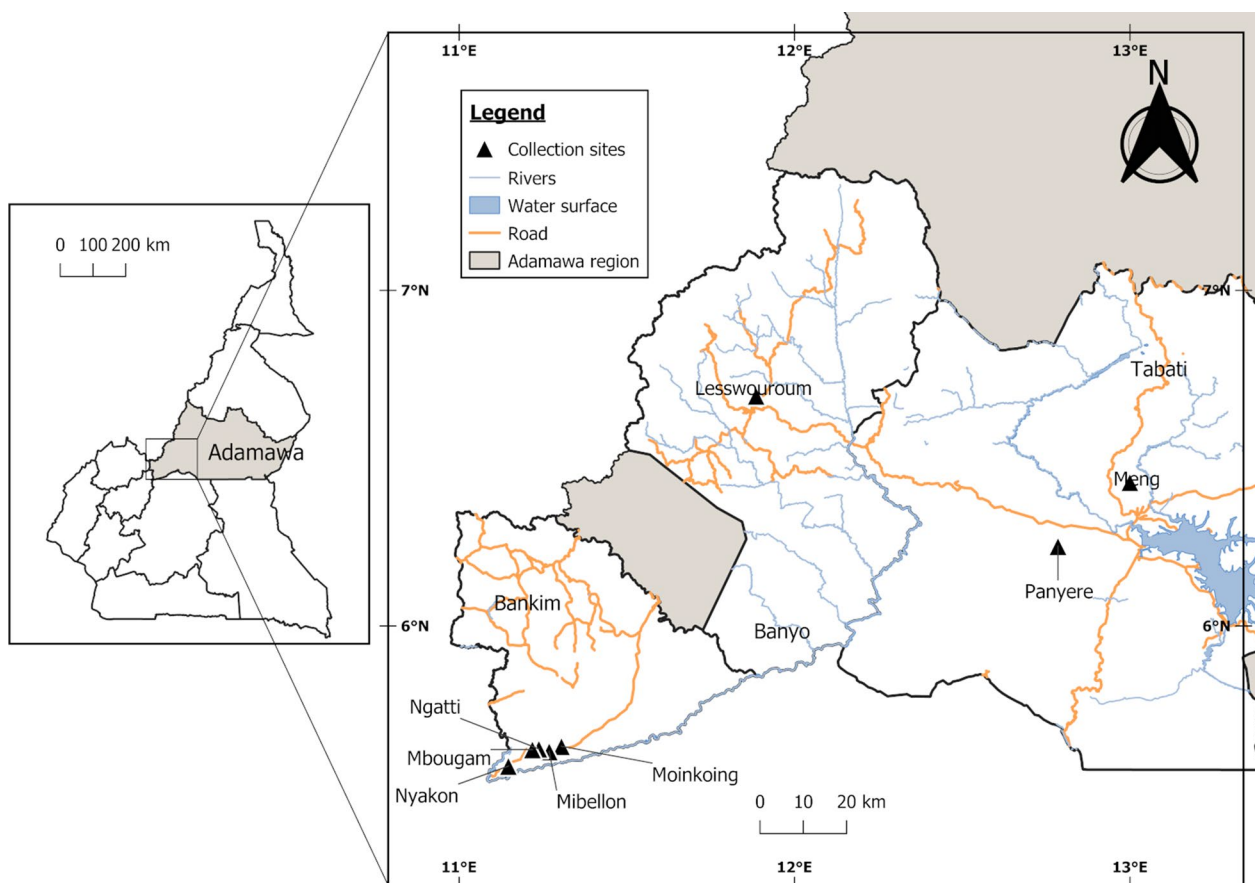 11°E
12°E
13°E
N
Legend
Collection sites
Rivers
Water surface
Road
Adamawa region
0 100 200 km
Adamawa
7°N
7°N
Tabati
Lesswouroum
Meng
Panyere
Bankim
Banyo
6°N
6°N
Ngatti
Mbougam
Nyakon
Moinkoing
Mibellon
0 10 20 km
11°E
12°E
13°E